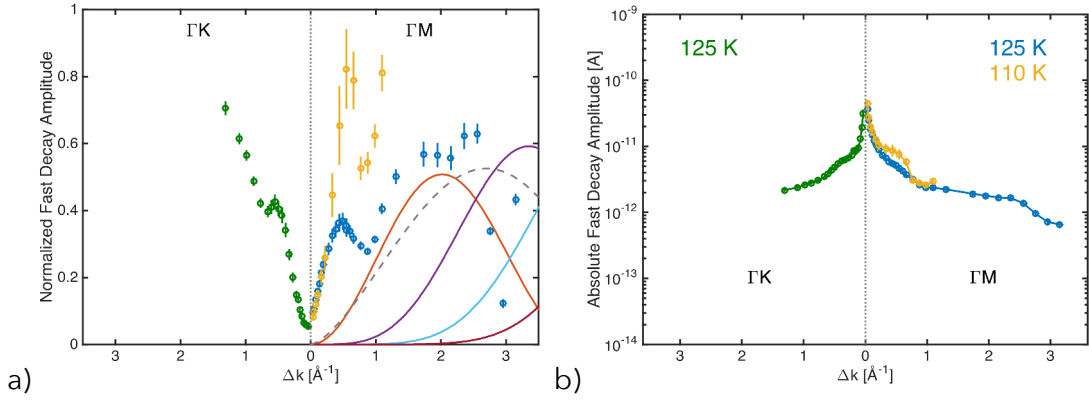 ΓK ΓM
Normalized Fast Decay Amplitude
1
0.8
0.6
0.4
0.2
0
3 2 1 0 1 2 3
Δk [Å⁻¹]
a)
125 K 125 K
110 K
Absolute Fast Decay Amplitude [A]
10⁻⁹
10⁻¹⁰
10⁻¹¹
10⁻¹²
10⁻¹³
10⁻¹⁴
ΓK ΓM
3 2 1 0 1 2 3
Δk [Å⁻¹]
b)